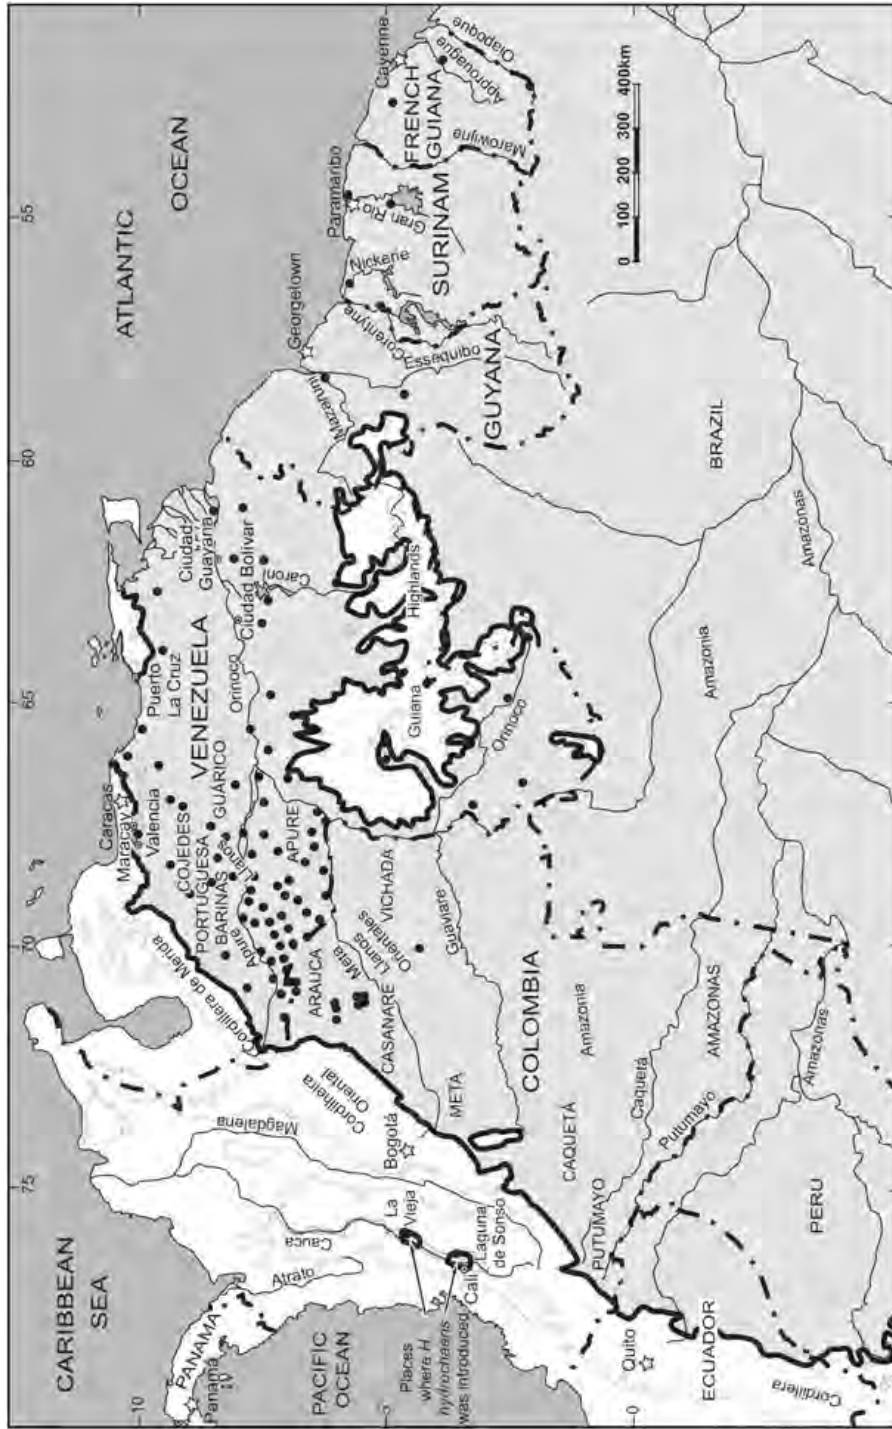 CARIBBEAN
SEA
ATLANTIC
OCEAN
PACIFIC
OCEAN
75
70
65
60
55
10
5
0
PANAMA
Panama
Atrato
Cauca
Magdalena
Places
where H
hydrochaeris
was introduced
La
Vieja
Cali
Laguna
de Sonso
Bogotá
Cordilheira
Oriental
Cordillera de Merida
Quito
ECUADOR
Cordillera
PERU
PUTUMAYO
Putumayo
CAQUETÁ
Caquetá
AMAZONAS
Amazonas
Amazonia
COLOMBIA
META
CASANARE
Meta
ARAUCA
Llanos
Orientales
VICHADA
Guaviare
Apure
APURE
Llanos
BARINAS
PORTUGUESA
COJEDES
GUÁRICO
Caracas
Maracay
Valencia
VENEZUELA
Puerto
La Cruz
Orinoco
Ciudad Bolívar
Ciudad
Guayana
Caroni
Guiana
Highlands
Orinoco
Amazonia
Amazonas
BRAZIL
Georgelown
Mazaruni
GUYANA
Essequibo
Corentyne
Nickerie
Paramaribo
Gran Rio
SURINAM
Marowijne
FRENCH
GUIANA
Cayenne
Approuague
Oiapoque
0 100 200 300 400km